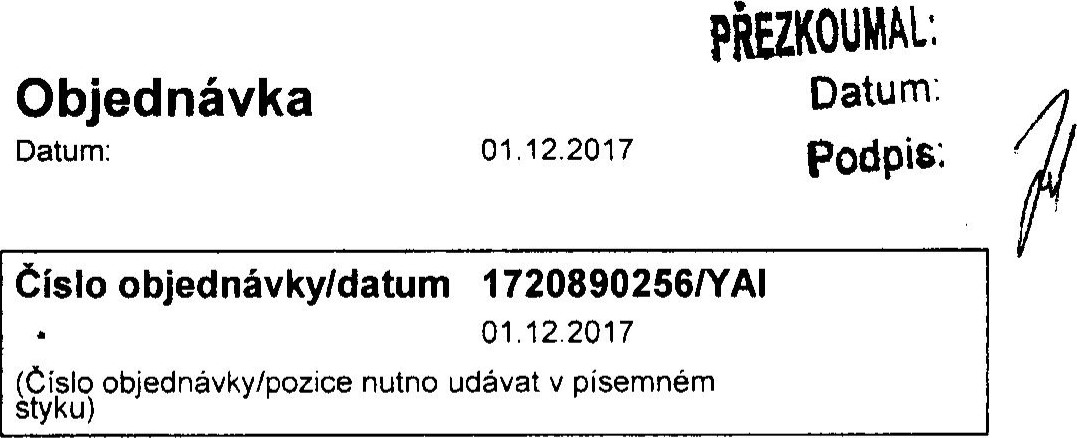 PŘEZKOUMAL:
Objednávka
Datum:
Datum: 01.12.2017
Podpis:
Číslo objednávky/datum 1720890256/YAI
01.12.2017
(Číslo objednávky/pozice nutno udávat v písemném
styku)